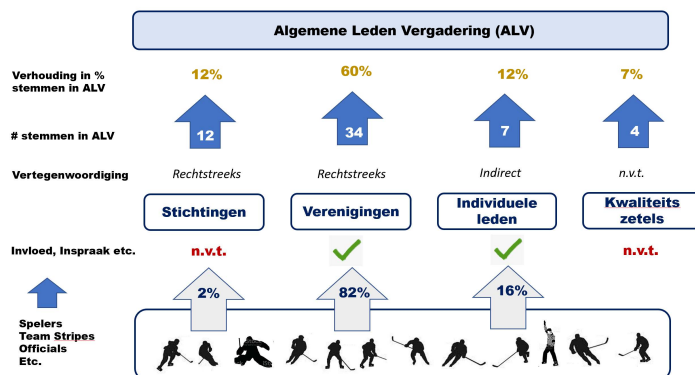 Algemene Leden Vergadering (ALV)
Verhouding in %
stemmen in ALV
12%
60%
12%
7%
# stemmen in ALV
12
34
7
4
Vertegenwoordiging
Rechtstreeks
Rechtstreeks
Indirect
n.v.t.
Stichtingen
Verenigingen
Individuele
leden
Kwaliteits
zetels
Invloed, Inspraak etc.
n.v.t.
n.v.t.
2%
82%
16%
Spelers
Team Stripes
Officials
Etc.